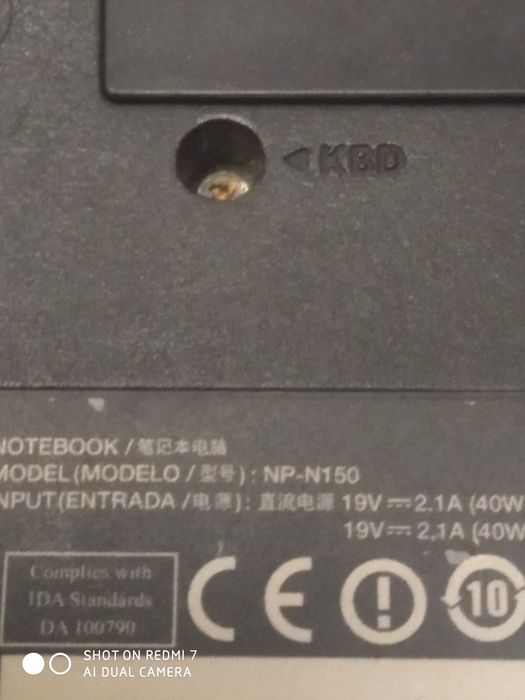 KBD
NOTEBOOK / 笔记本电脑
MODEL (MODELO / 型号) : NP-N150
INPUT (ENTRADA / 电源) : 直流电源 19V ⎓ 2.1A (40W
19V ⎓ 2.1A (40W
Complies with
IDA Standards
DA 100790
CE
10
SHOT ON REDMI 7
AI DUAL CAMERA